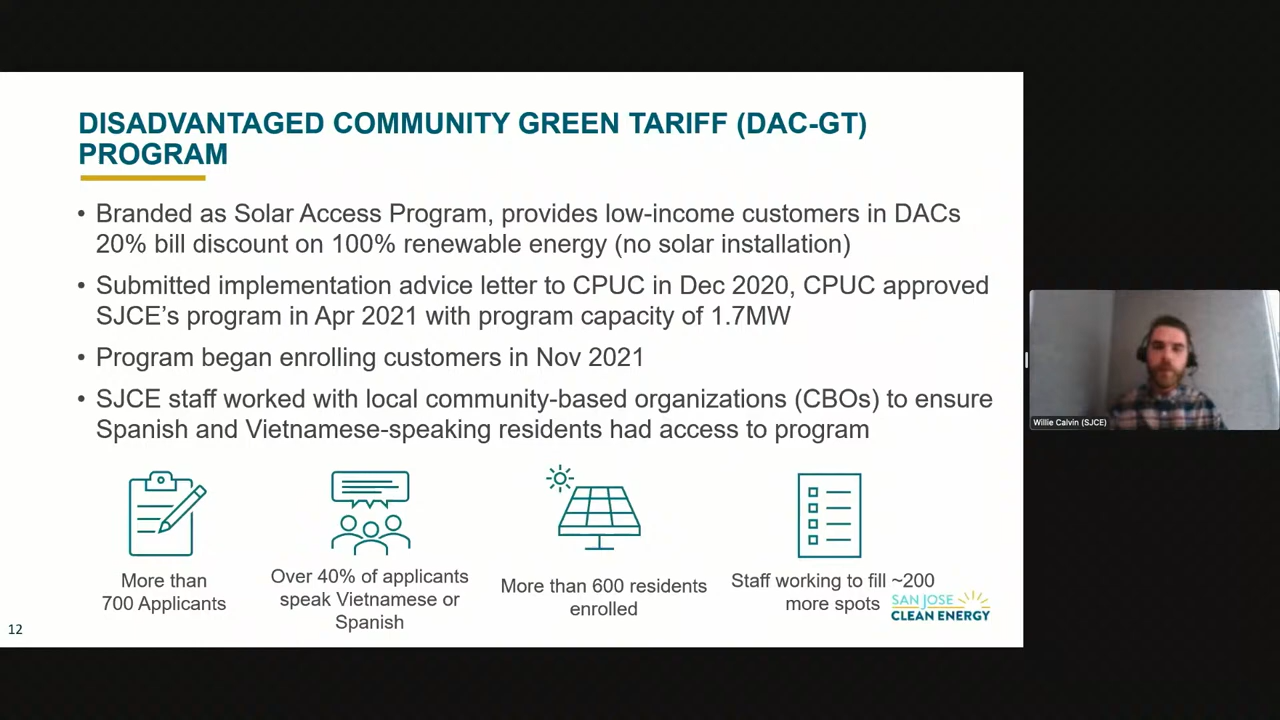 DISADVANTAGED COMMUNITY GREEN TARIFF (DAC-GT)
PROGRAM
• Branded as Solar Access Program, provides low-income customers in DACs
20% bill discount on 100% renewable energy (no solar installation)
• Submitted implementation advice letter to CPUC in Dec 2020, CPUC approved
SJCE’s program in Apr 2021 with program capacity of 1.7MW
• Program began enrolling customers in Nov 2021
• SJCE staff worked with local community-based organizations (CBOs) to ensure
Spanish and Vietnamese-speaking residents had access to program
More than
700 Applicants
Over 40% of applicants
speak Vietnamese or
Spanish
More than 600 residents
enrolled
Staff working to fill ~200
more spots
SAN JOSE
CLEAN ENERGY
12
Willie Calvin (SJCE)